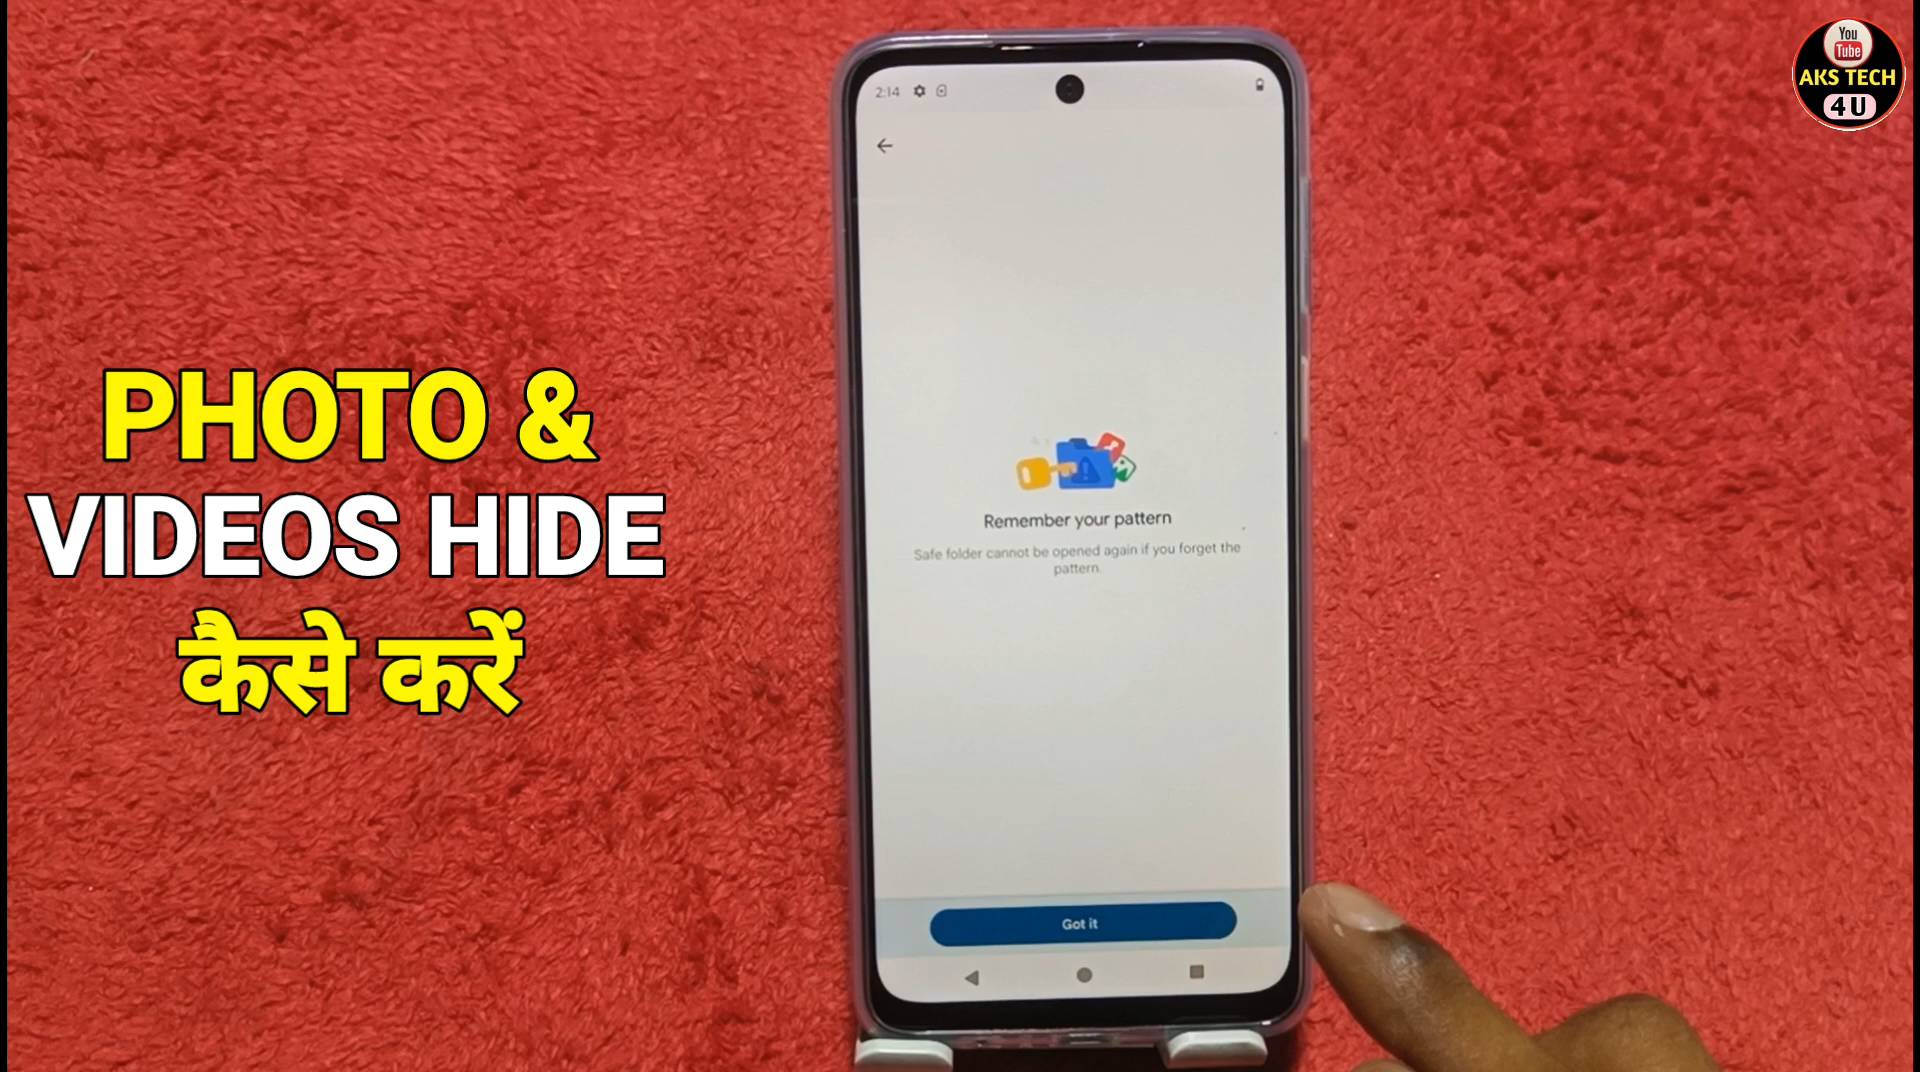 You
Tube
AKS TECH
4U
2:14
PHOTO &
VIDEOS HIDE
कैसे करें
Remember your pattern
Safe folder cannot be opened again if you forget the
pattern.
Got it